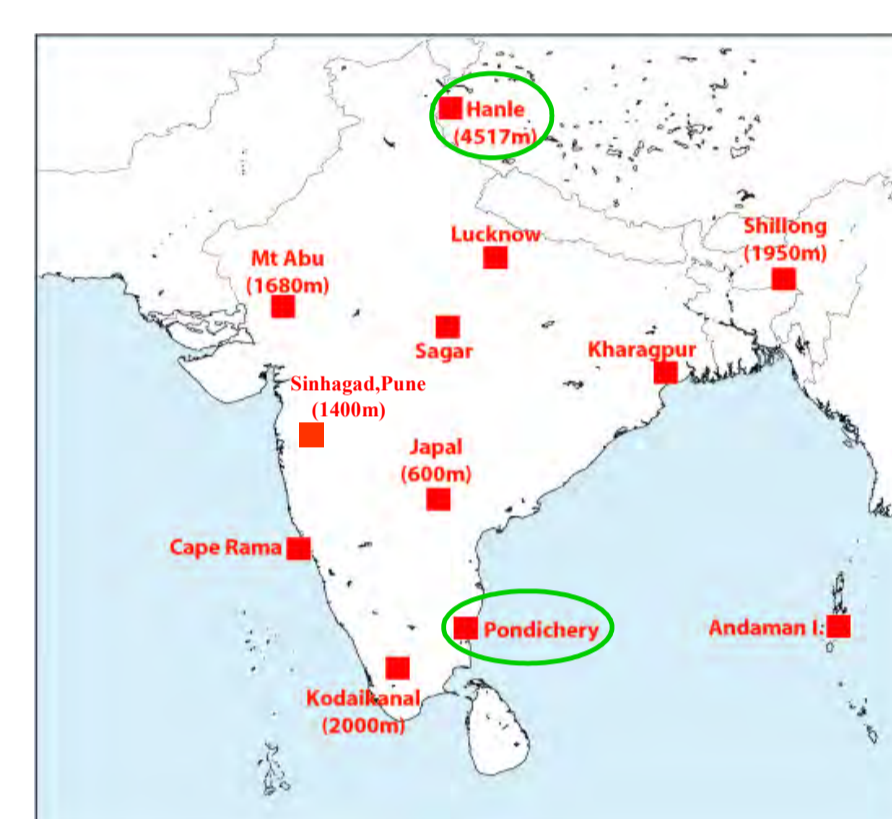 Hanle
(4517m)
Lucknow
Shillong
(1950m)
Mt Abu
(1680m)
Sagar
Kharagpur
Sinhagad,Pune
(1400m)
Japal
(600m)
Cape Rama
Pondichery
Andaman I.
Kodaikanal
(2000m)